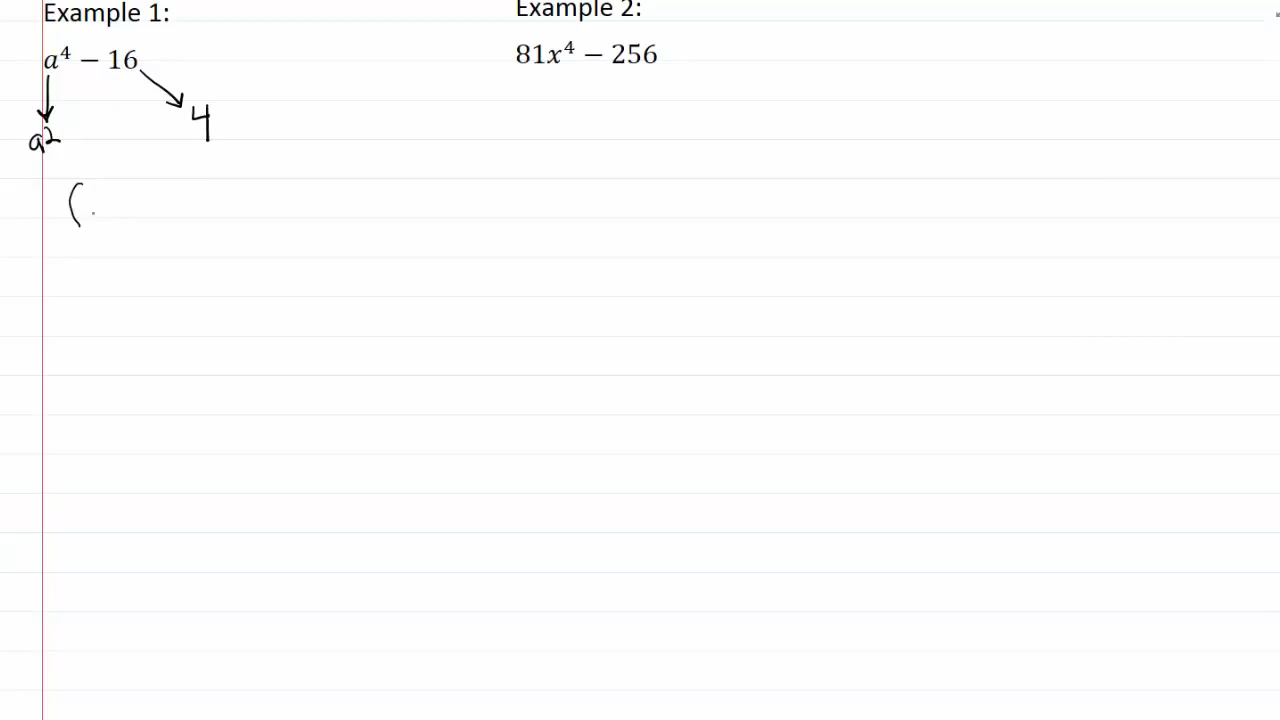 Example 1:
a⁴ − 16
a²
4
(
Example 2:
81x⁴ − 256